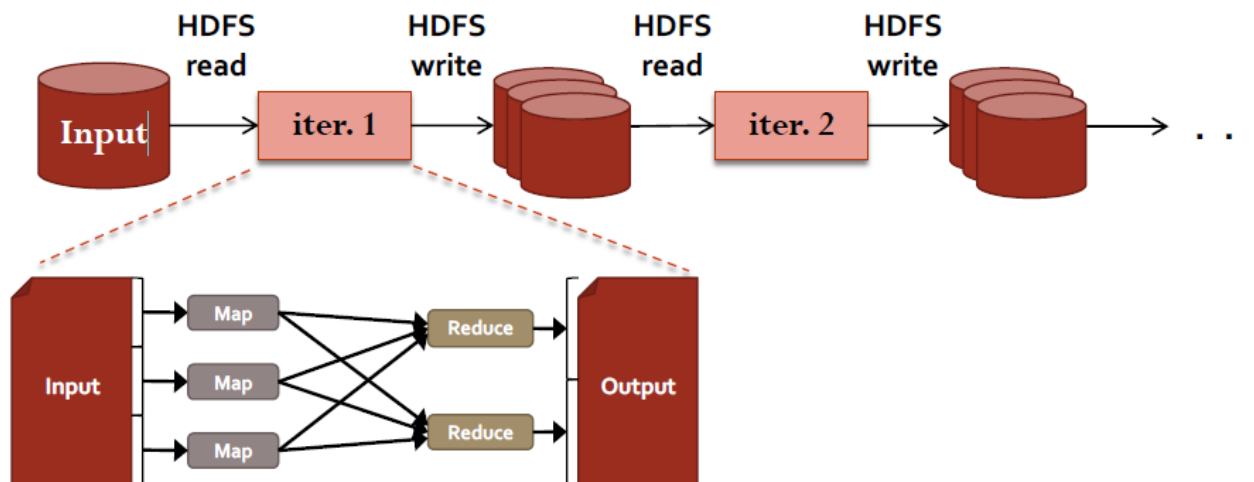 HDFS
read
HDFS
write
HDFS
read
HDFS
write
Input
iter. 1
iter. 2
. .
Input
Map
Map
Map
Reduce
Reduce
Output